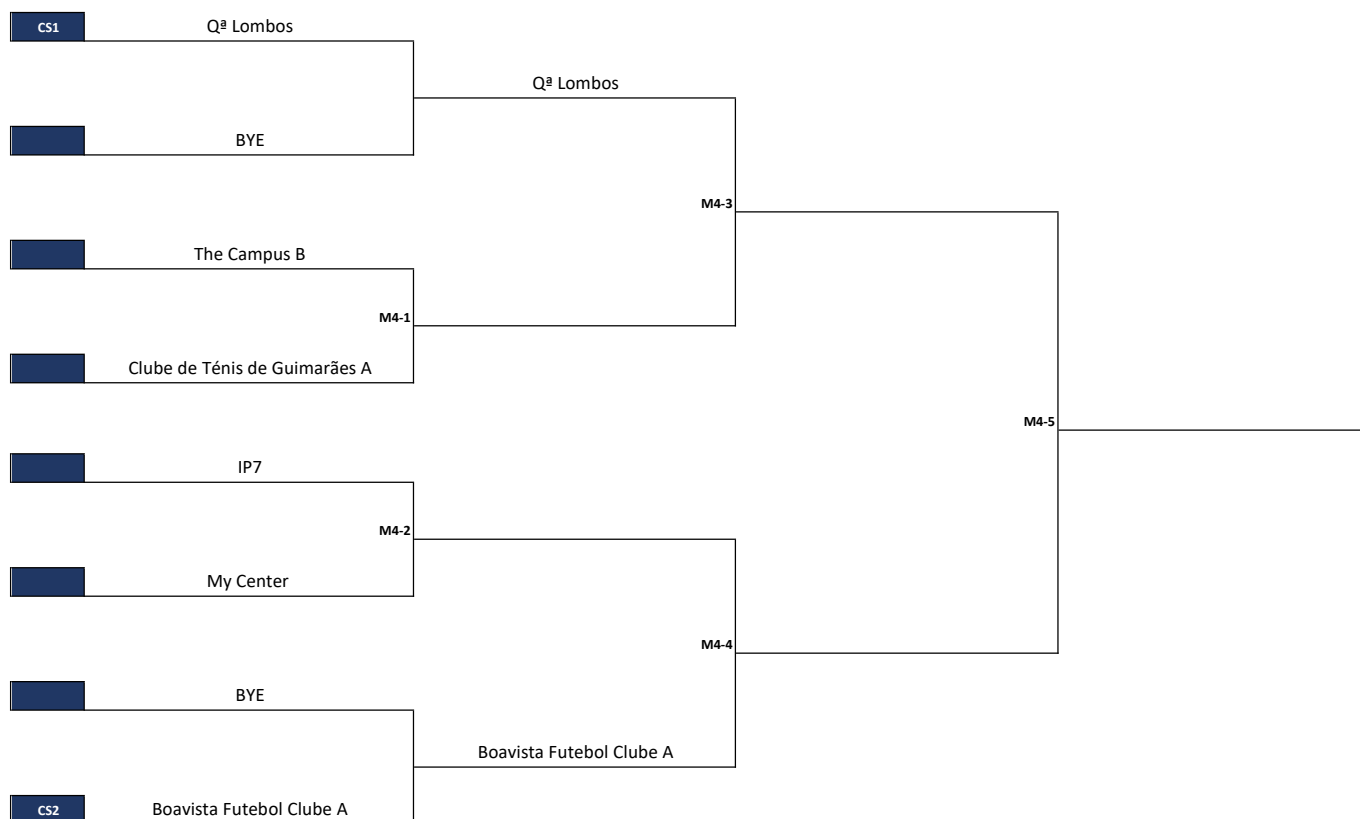 CS1 Qª Lombos
Qª Lombos
BYE
M4-3
The Campus B
M4-1
Clube de Ténis de Guimarães A
M4-5
IP7
M4-2
My Center
M4-4
BYE
Boavista Futebol Clube A
CS2 Boavista Futebol Clube A